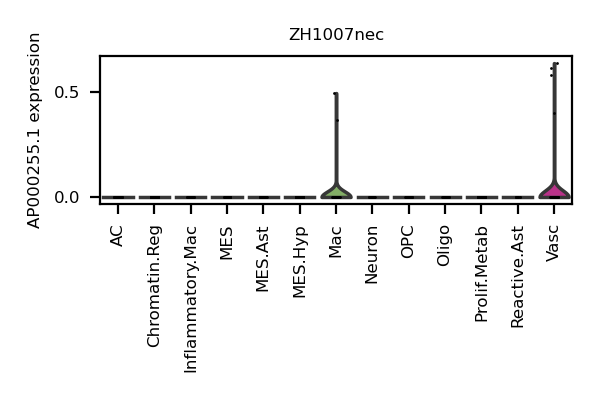 ZH1007nec
AP000255.1 expression
0.5
0.0
AC
Chromatin.Reg
Inflammatory.Mac
MES
MES.Ast
MES.Hyp
Mac
Neuron
OPC
Oligo
Prolif.Metab
Reactive.Ast
Vasc